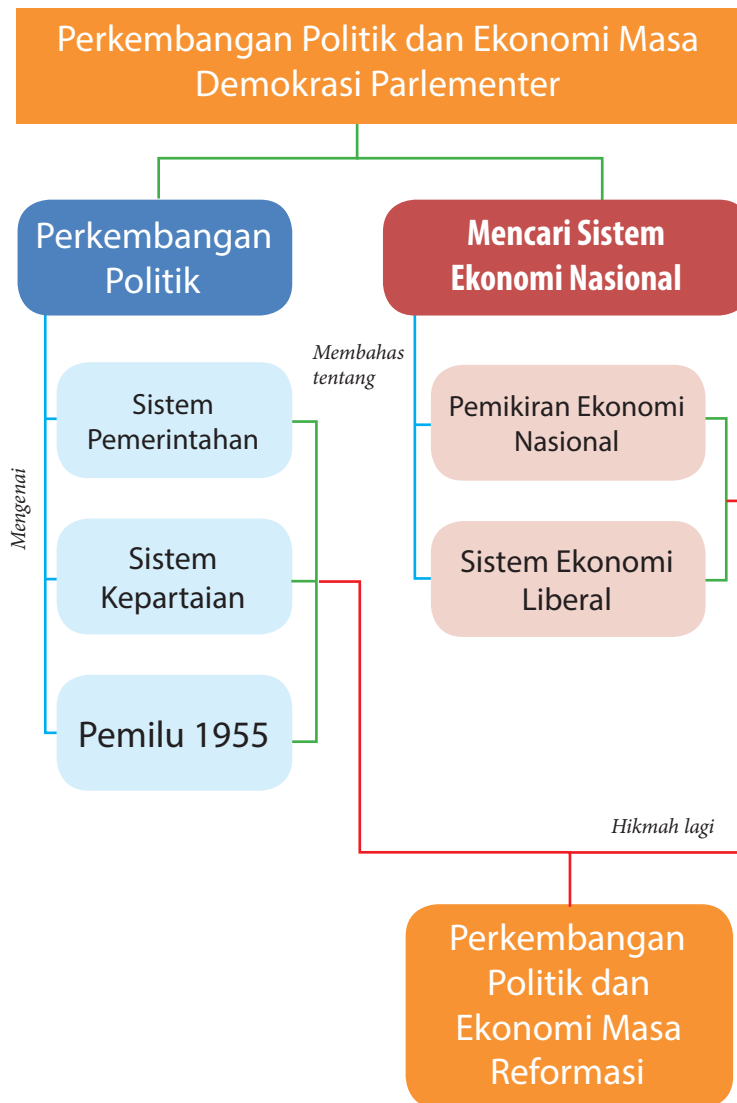 Perkembangan Politik dan Ekonomi Masa
Demokrasi Parlementer
Perkembangan
Politik
Mengenai
Sistem
Pemerintahan
Sistem
Kepartaian
Pemilu 1955
Mencari Sistem
Ekonomi Nasional
Membahas
tentang
Pemikiran Ekonomi
Nasional
Sistem Ekonomi
Liberal
Hikmah lagi
Perkembangan
Politik dan
Ekonomi Masa
Reformasi